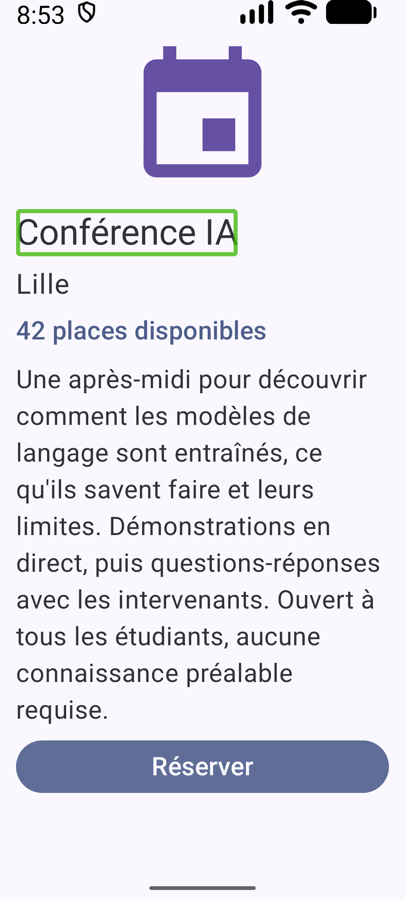 8:53
Conférence IA
Lille
42 places disponibles
Une après-midi pour découvrir
comment les modèles de
langage sont entraînés, ce
qu'ils savent faire et leurs
limites. Démonstrations en
direct, puis questions-réponses
avec les intervenants. Ouvert à
tous les étudiants, aucune
connaissance préalable
requise.
Réserver